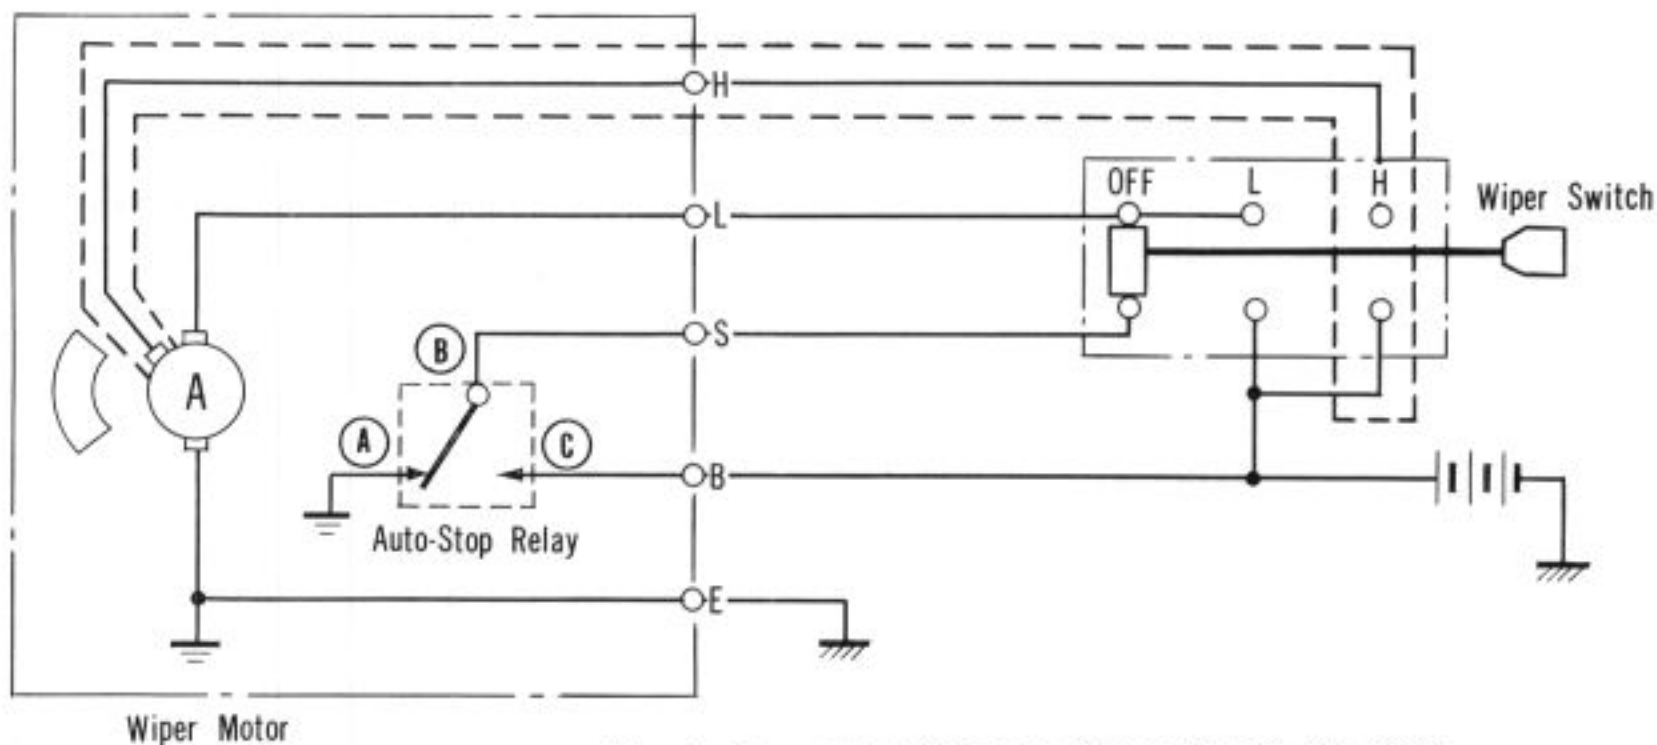 H
OFF L H
Wiper Switch
L
B
S
A
A
C
B
Auto-Stop Relay
E
Wiper Motor